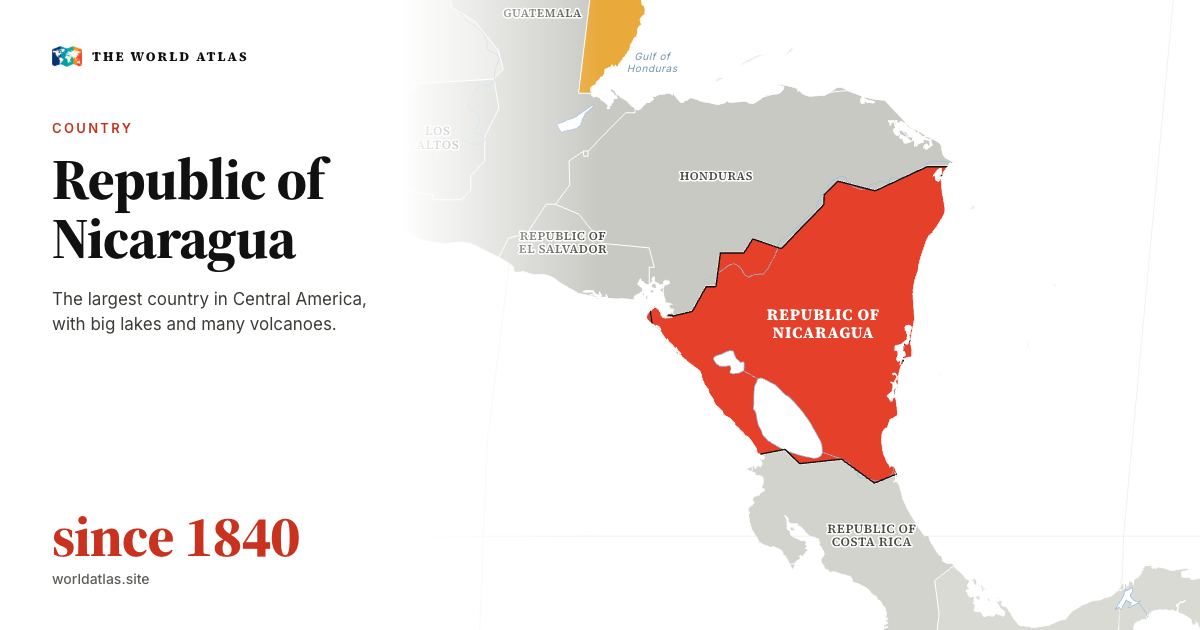 THE WORLD ATLAS
COUNTRY
Republic of
Nicaragua
The largest country in Central America,
with big lakes and many volcanoes.
since 1840
worldatlas.site
GUATEMALA
Gulf of
Honduras
LOS
ALTOS
HONDURAS
REPUBLIC OF
EL SALVADOR
REPUBLIC OF
NICARAGUA
REPUBLIC OF
COSTA RICA